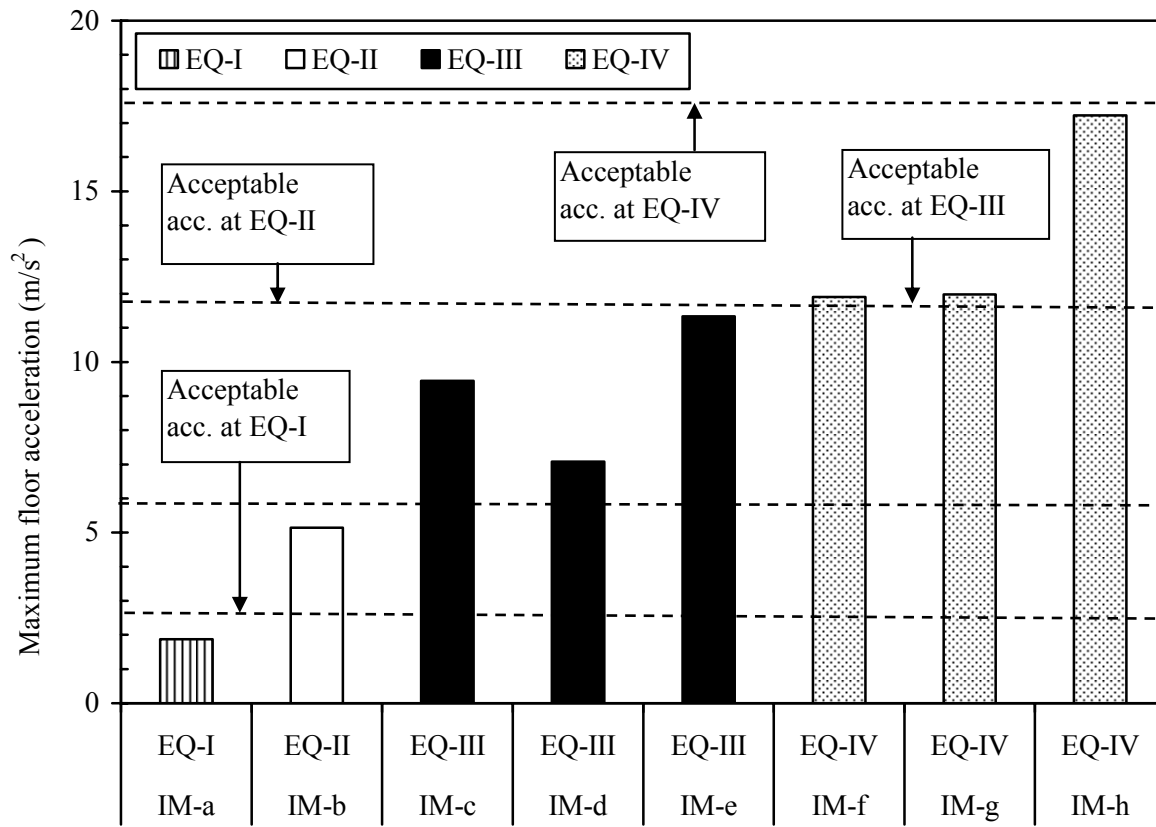 20
EQ-I EQ-II EQ-III EQ-IV
Acceptable
acc. at EQ-II
Acceptable
acc. at EQ-IV
Acceptable
acc. at EQ-III
15
Maximum floor acceleration (m/s²)
10
Acceptable
acc. at EQ-I
5
0
EQ-I EQ-II EQ-III EQ-III EQ-III EQ-IV EQ-IV EQ-IV
IM-a IM-b IM-c IM-d IM-e IM-f IM-g IM-h